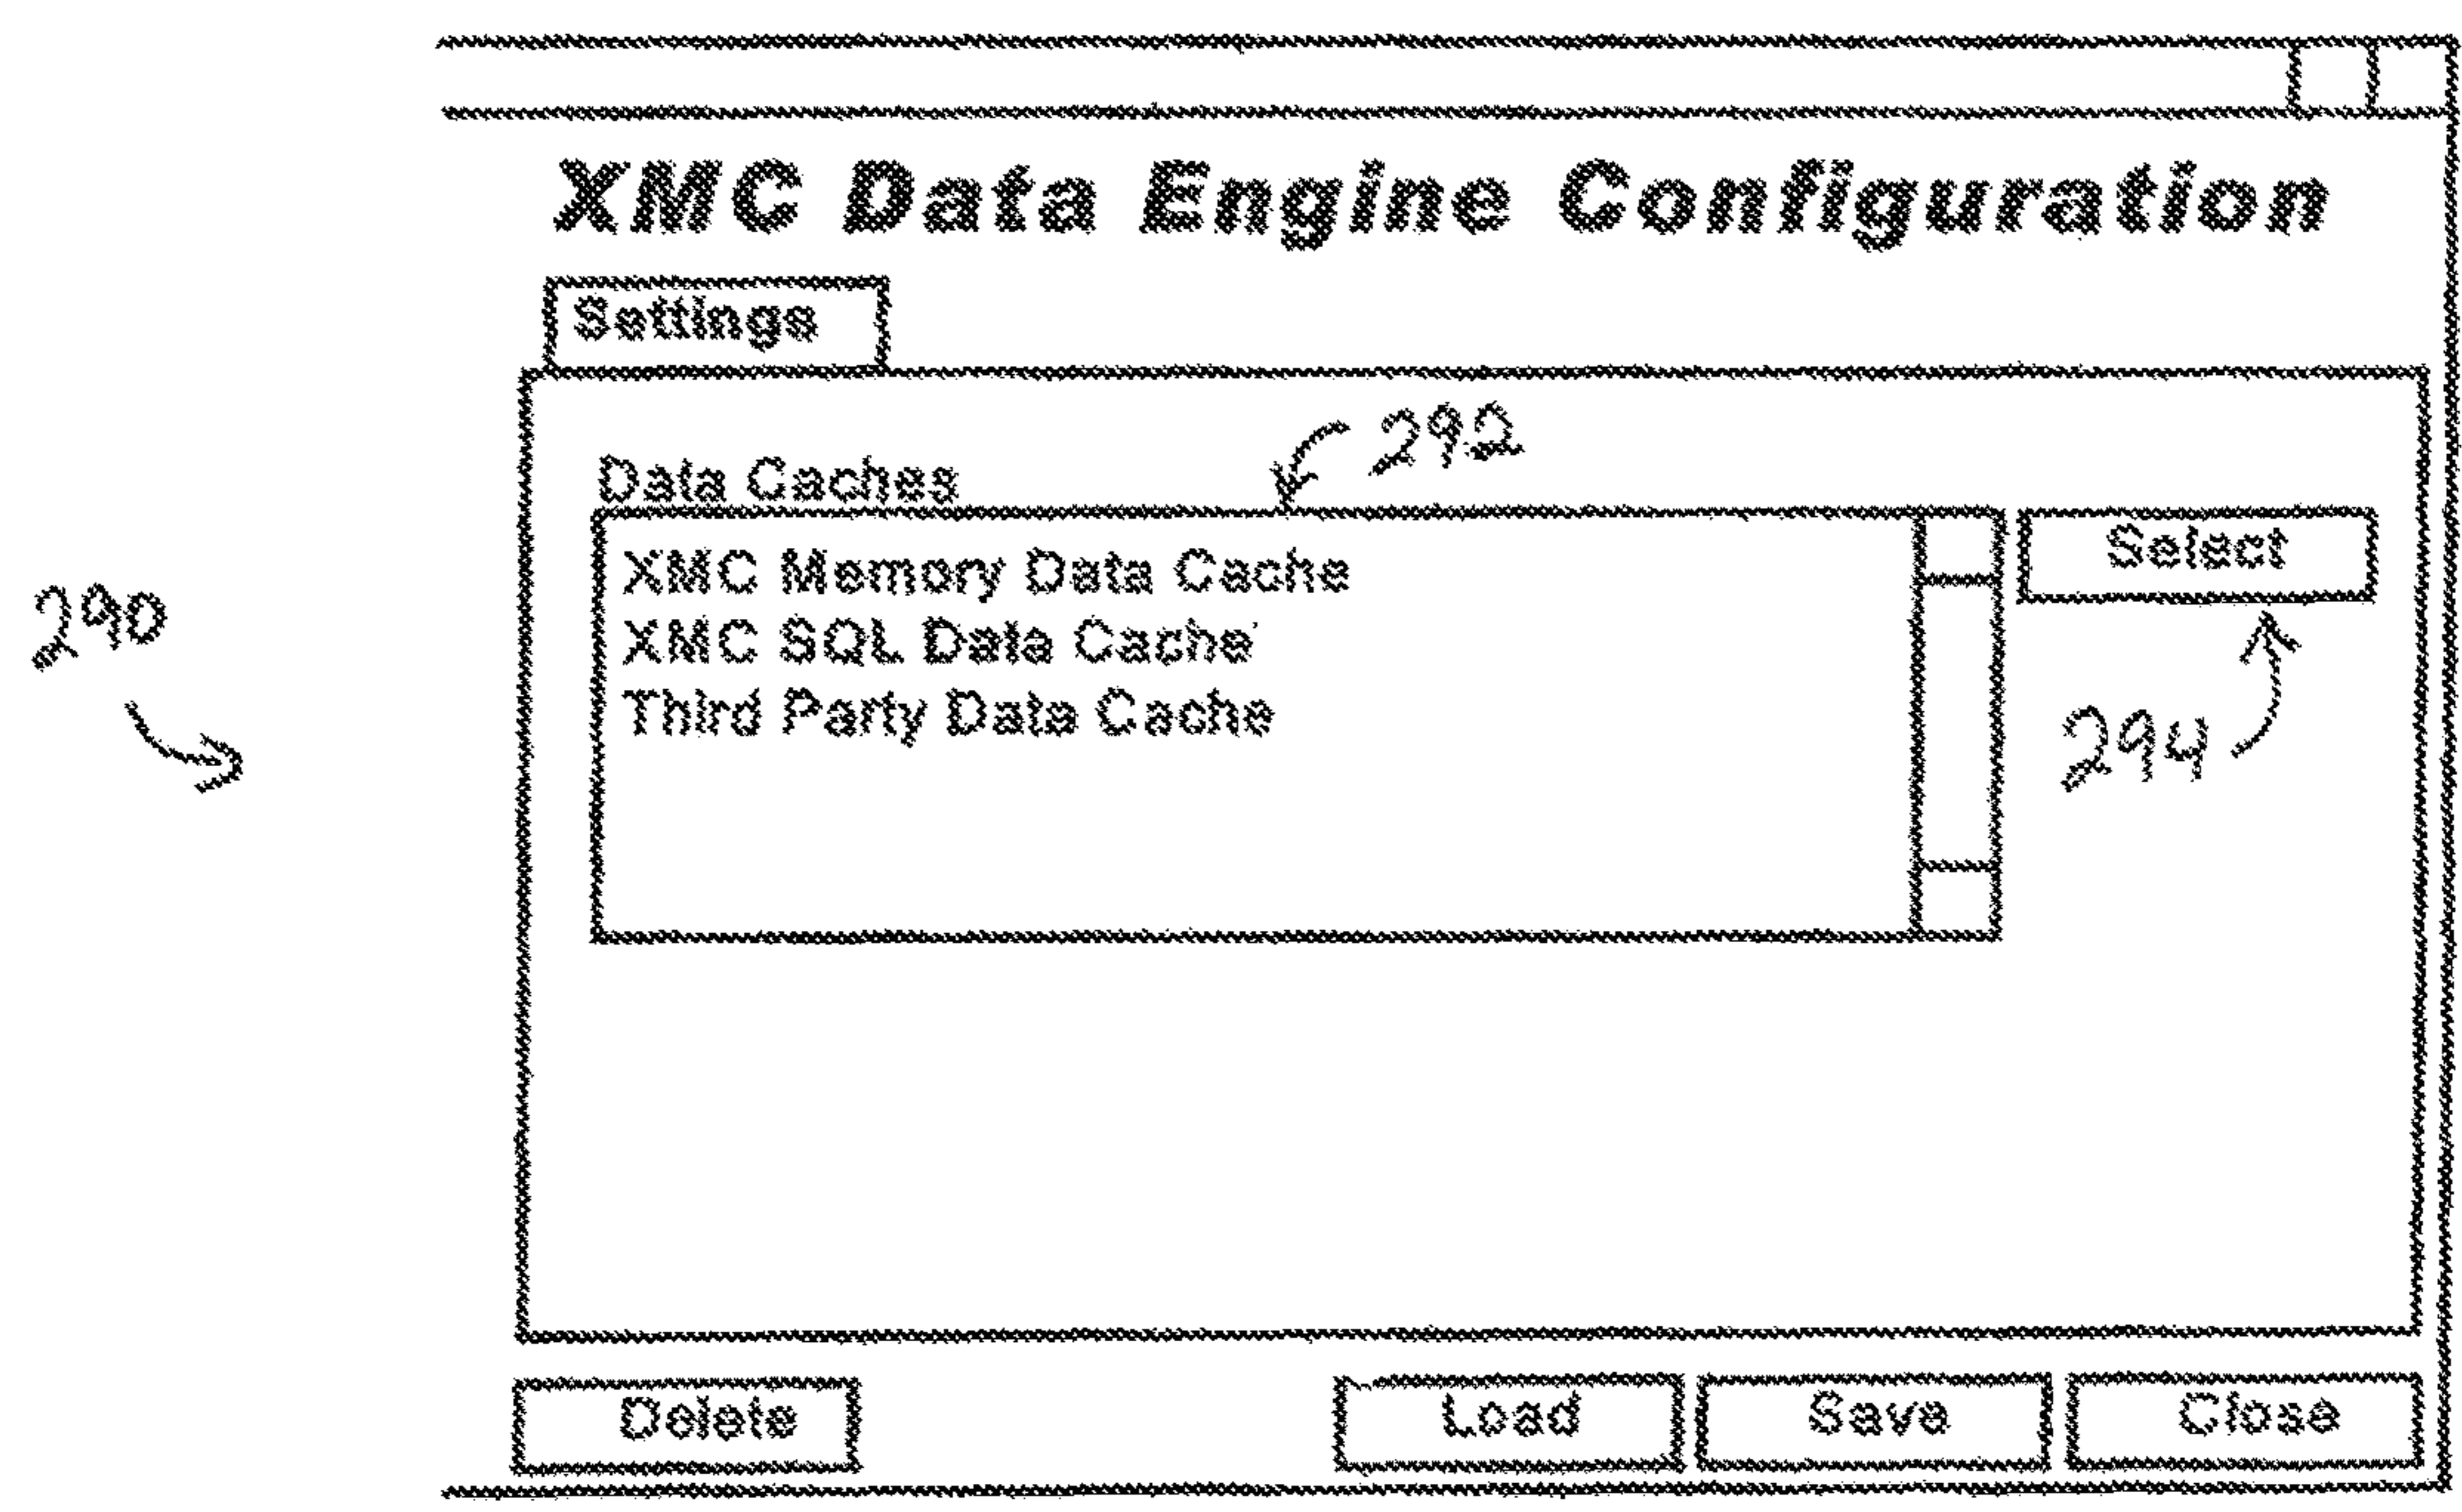 XMC Data Engine Configuration
Settings
292
Data Caches
Select
XMC Memory Data Cache
XMC SQL Data Cache
Third Party Data Cache
290
294
Delete Load Save Close